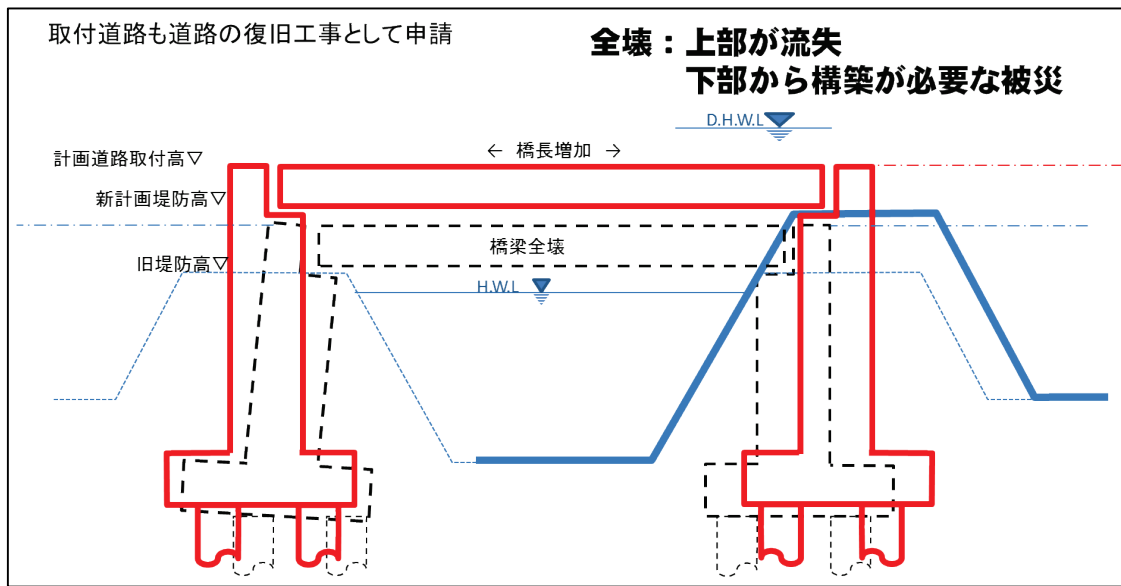 取付道路も道路の復旧工事として申請
全壊：上部が流失
下部から構築が必要な被災
D.H.W.L
← 橋長増加 →
計画道路取付高▽
新計画堤防高▽
橋梁全壊
旧堤防高▽
H.W.L